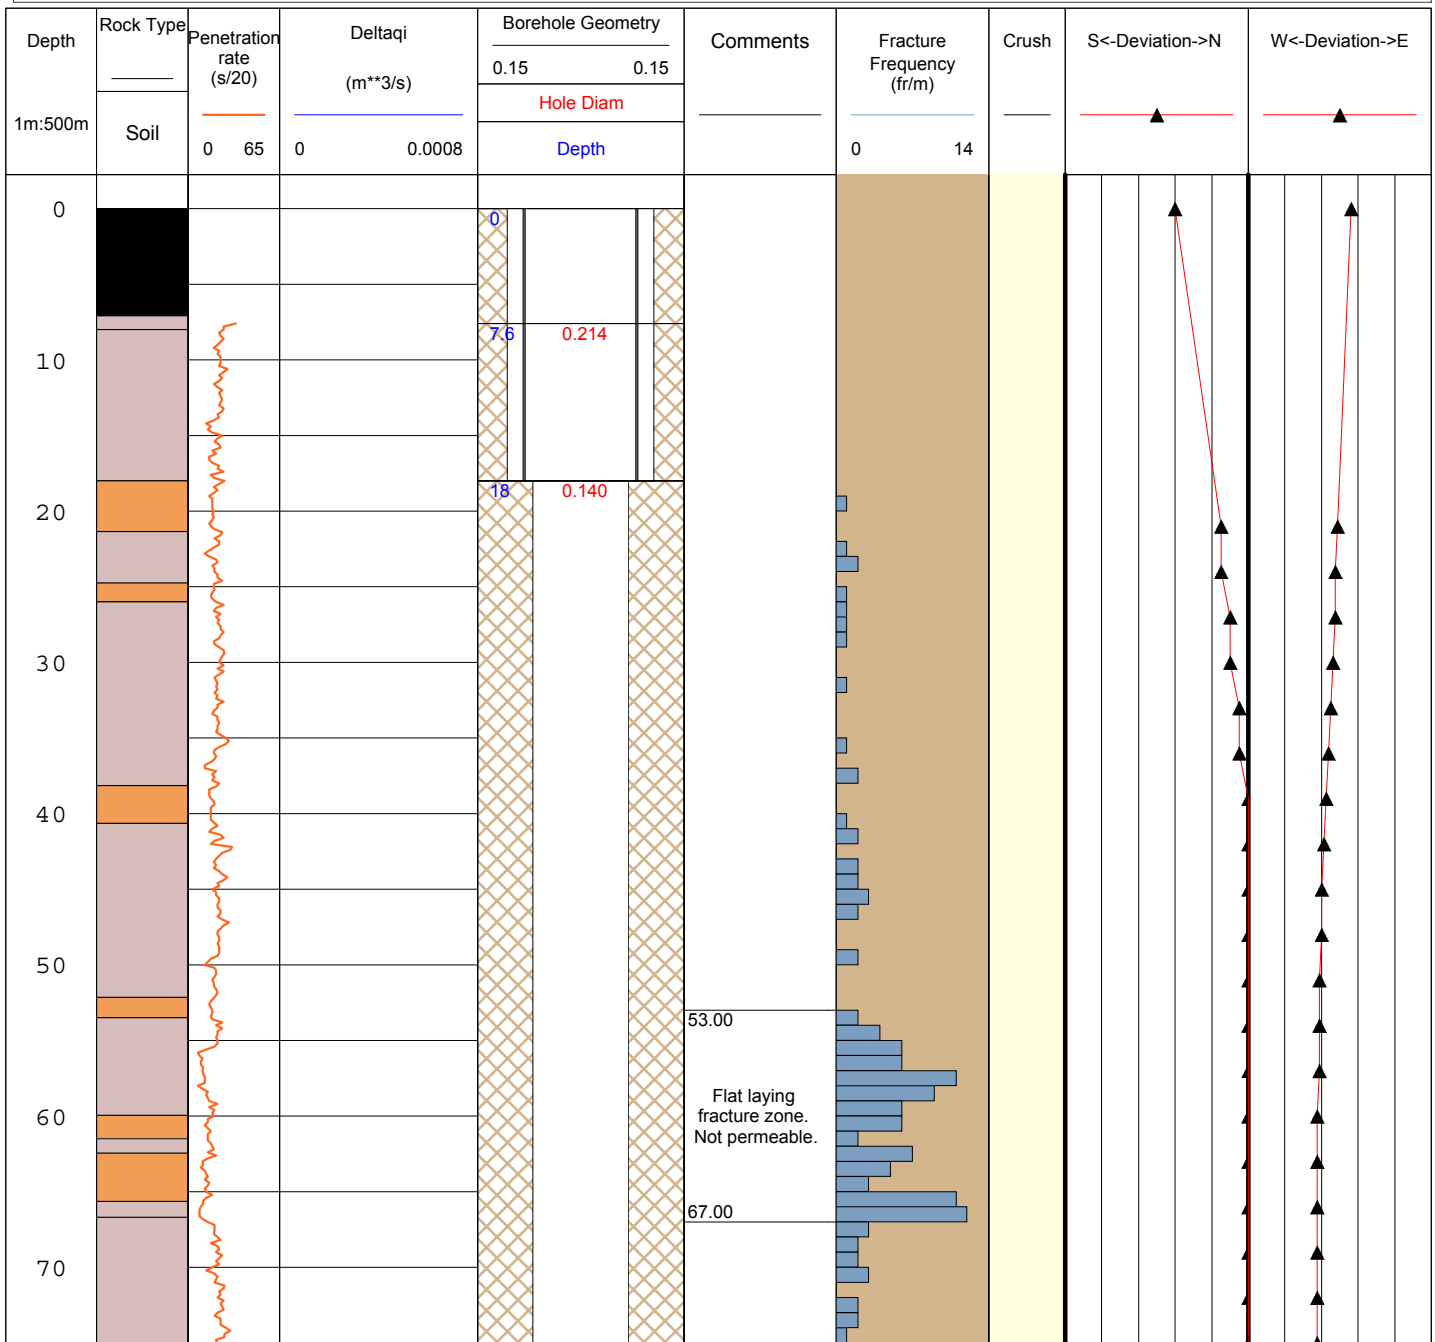 Depth
1m:500m
Rock Type
Soil
Penetration
rate
(s/20)
0 65
Deltaqi
(m**3/s)
0 0.0008
Borehole Geometry
0.15 0.15
Hole Diam
Depth
Comments
Fracture
Frequency
(fr/m)
0 14
Crush
S<-Deviation->N
W<-Deviation->E
0
10
20
30
40
50
60
70
0
7.6 0.214
18 0.140
53.00
Flat laying
fracture zone.
Not permeable.
67.00